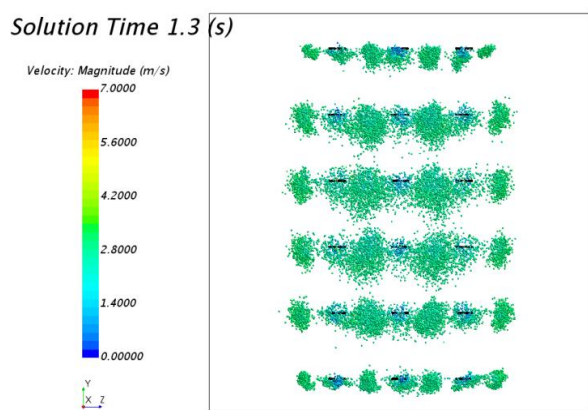 Solution Time 1.3 (s)
Velocity: Magnitude (m/s)
7.0000
5.6000
4.2000
2.8000
1.4000
0.00000
Y
X Z